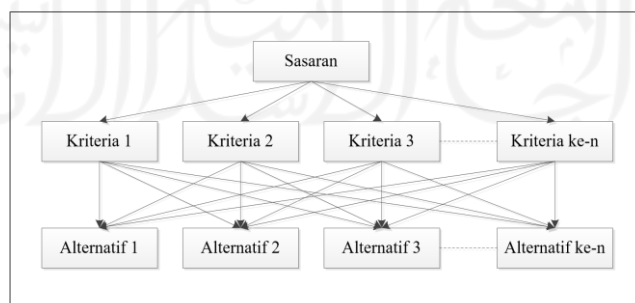 Sasaran
Kriteria 1
Kriteria 2
Kriteria 3
Kriteria ke-n
Alternatif 1
Alternatif 2
Alternatif 3
Alternatif ke-n